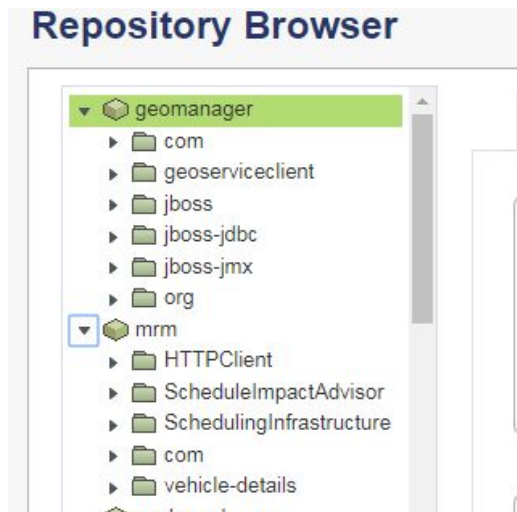 Repository Browser
geomanager
com
geoserviceclient
jboss
jboss-jdbc
jboss-jmx
org
mrm
HTTPClient
ScheduleImpactAdvisor
SchedulingInfrastructure
com
vehicle-details